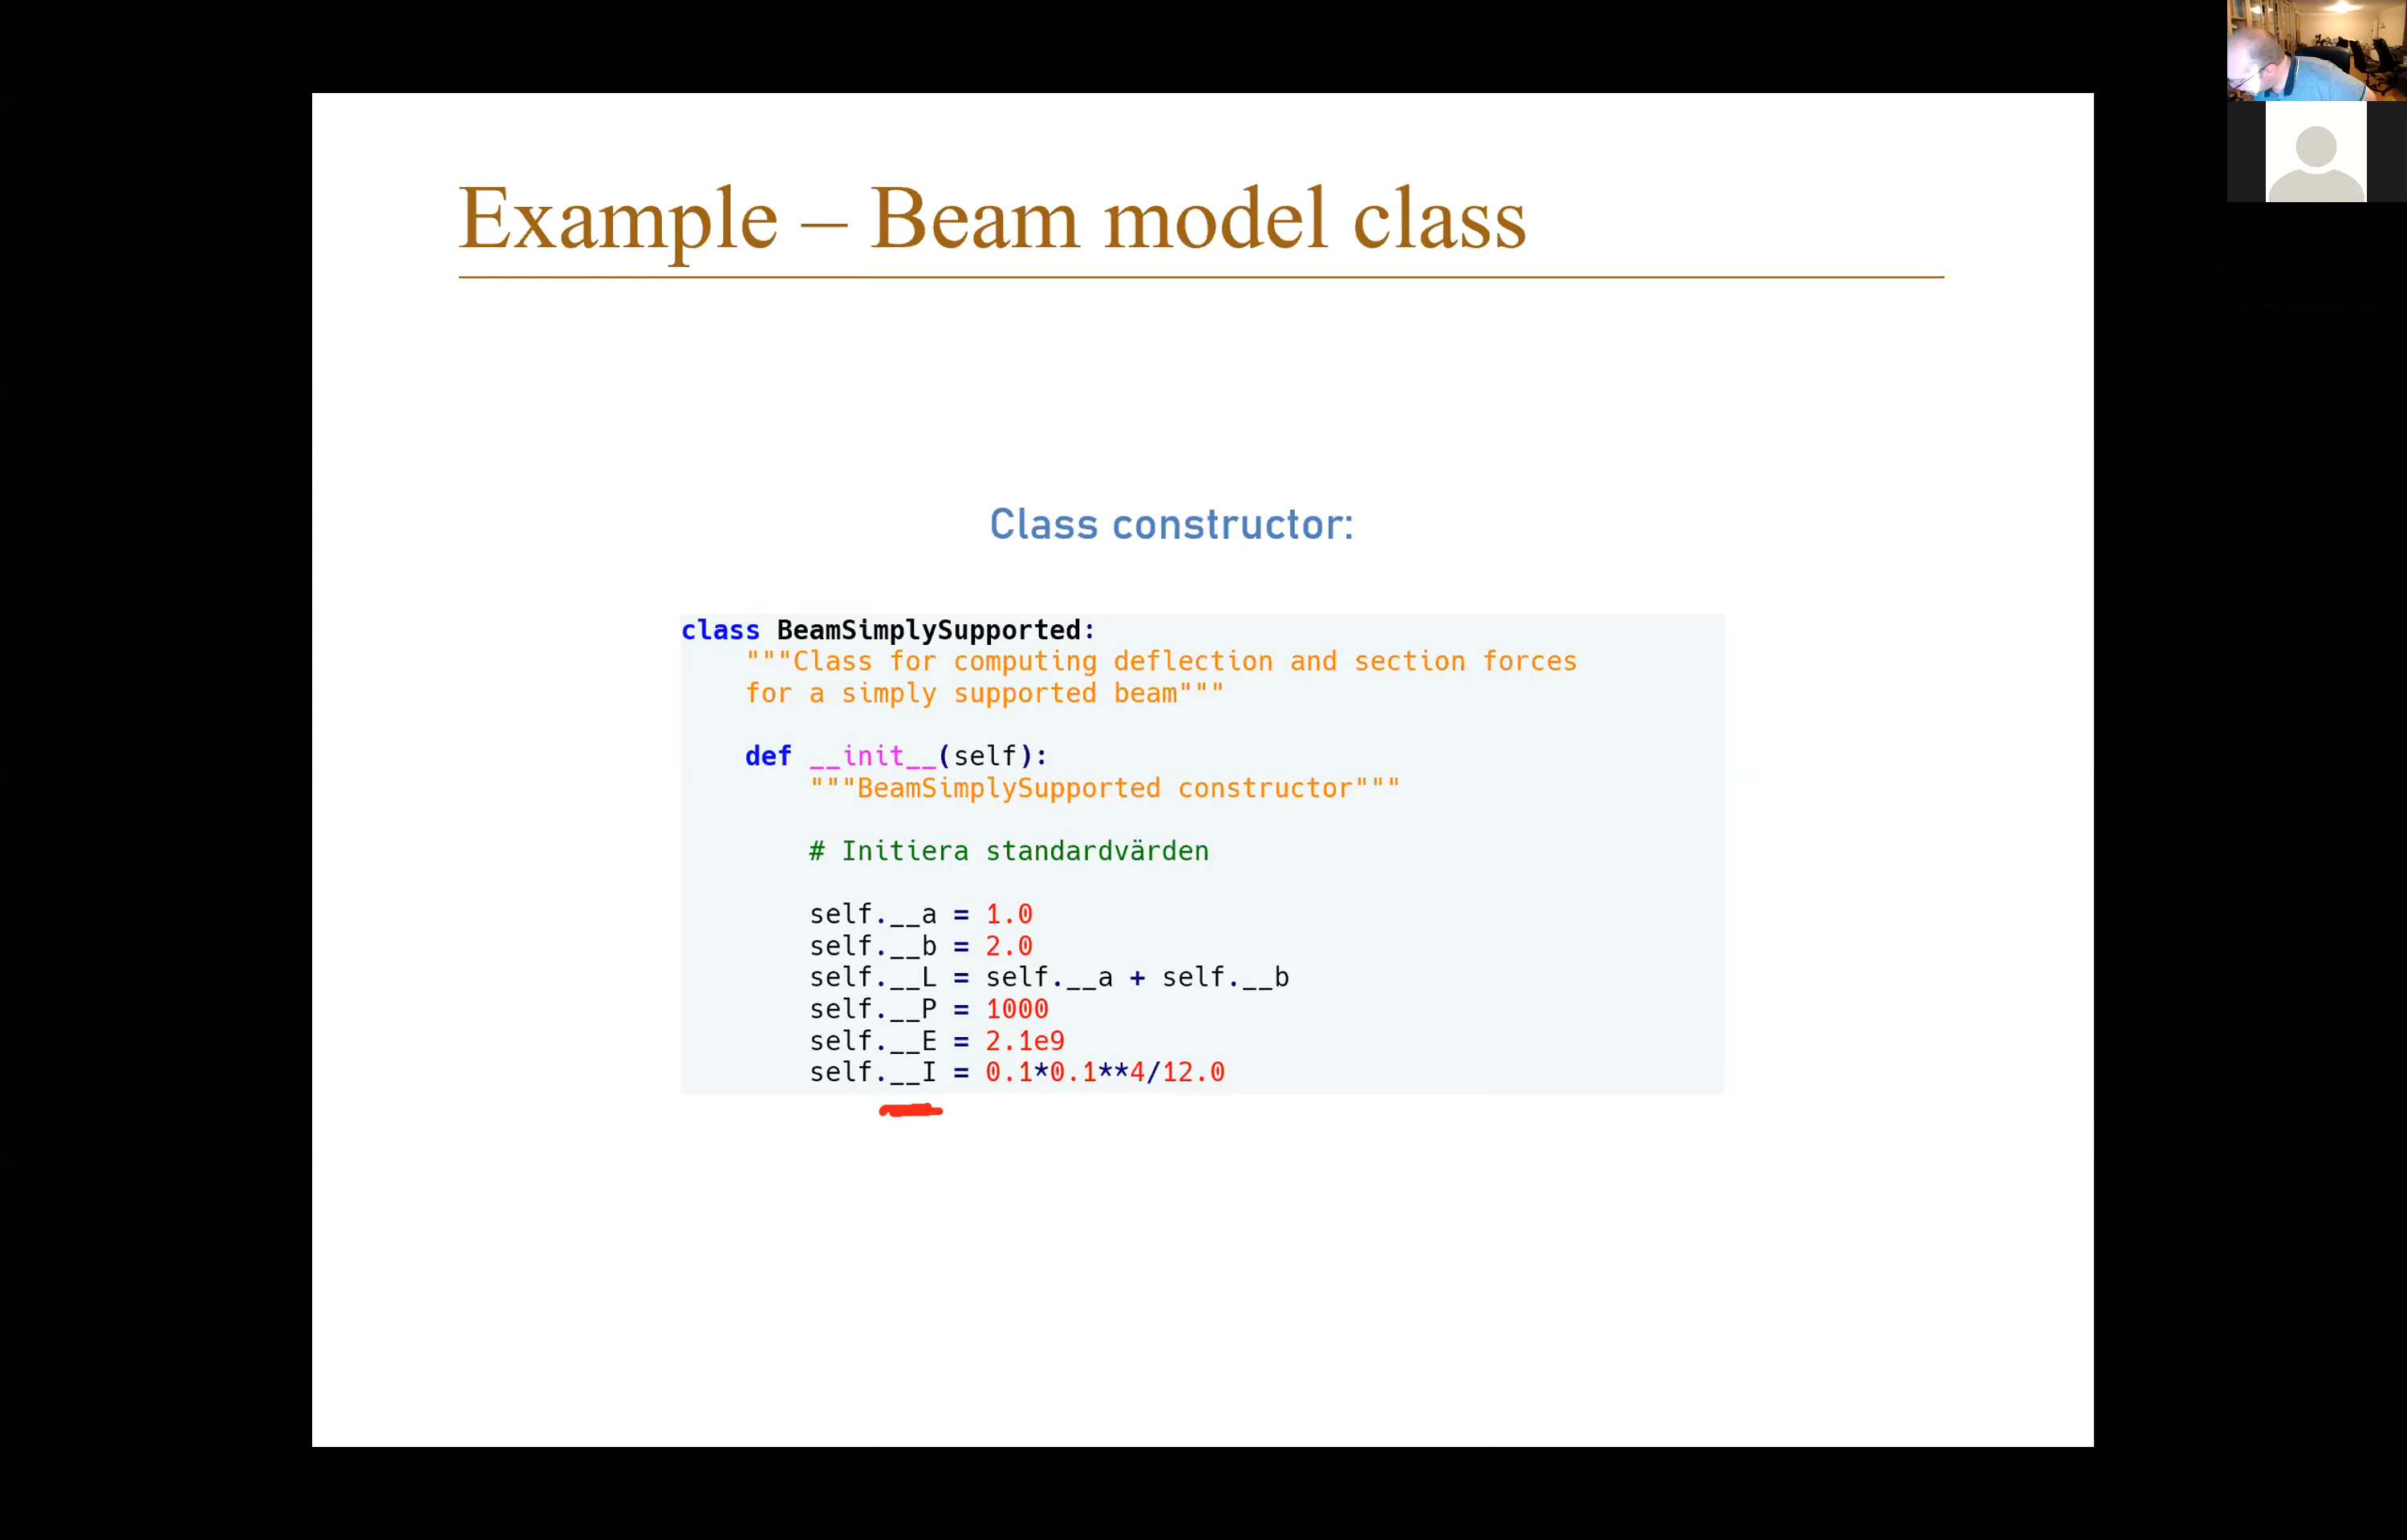 Example – Beam model class
Class constructor:
class BeamSimplySupported:
    """Class for computing deflection and section forces
    for a simply supported beam"""
    def __init__(self):
        """BeamSimplySupported constructor"""
        # Initiera standardvärden
        self.__a = 1.0
        self.__b = 2.0
        self.__L = self.__a + self.__b
        self.__P = 1000
        self.__E = 2.1e9
        self.__I = 0.1*0.1**4/12.0